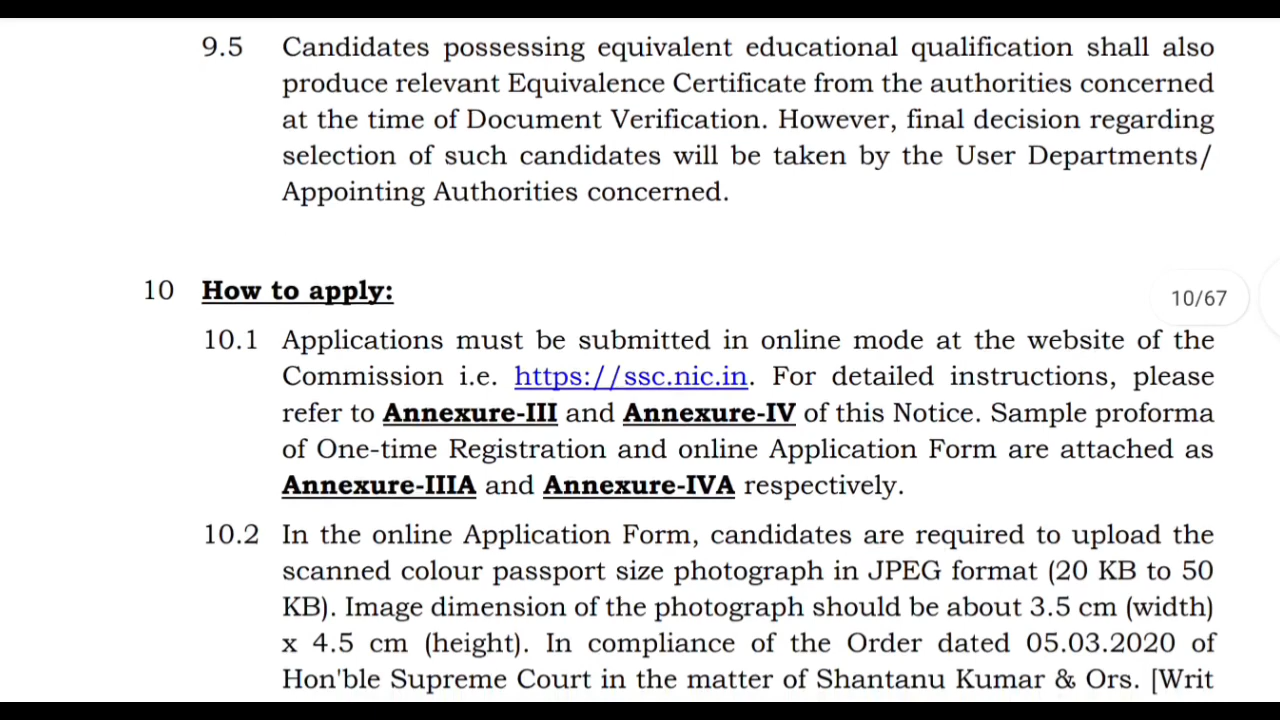 9.5 Candidates possessing equivalent educational qualification shall also
produce relevant Equivalence Certificate from the authorities concerned
at the time of Document Verification. However, final decision regarding
selection of such candidates will be taken by the User Departments/
Appointing Authorities concerned.
10 How to apply:
10/67
10.1 Applications must be submitted in online mode at the website of the
Commission i.e. https://ssc.nic.in. For detailed instructions, please
refer to Annexure-III and Annexure-IV of this Notice. Sample proforma
of One-time Registration and online Application Form are attached as
Annexure-IIIA and Annexure-IVA respectively.
10.2 In the online Application Form, candidates are required to upload the
scanned colour passport size photograph in JPEG format (20 KB to 50
KB). Image dimension of the photograph should be about 3.5 cm (width)
x 4.5 cm (height). In compliance of the Order dated 05.03.2020 of
Hon'ble Supreme Court in the matter of Shantanu Kumar & Ors. [Writ